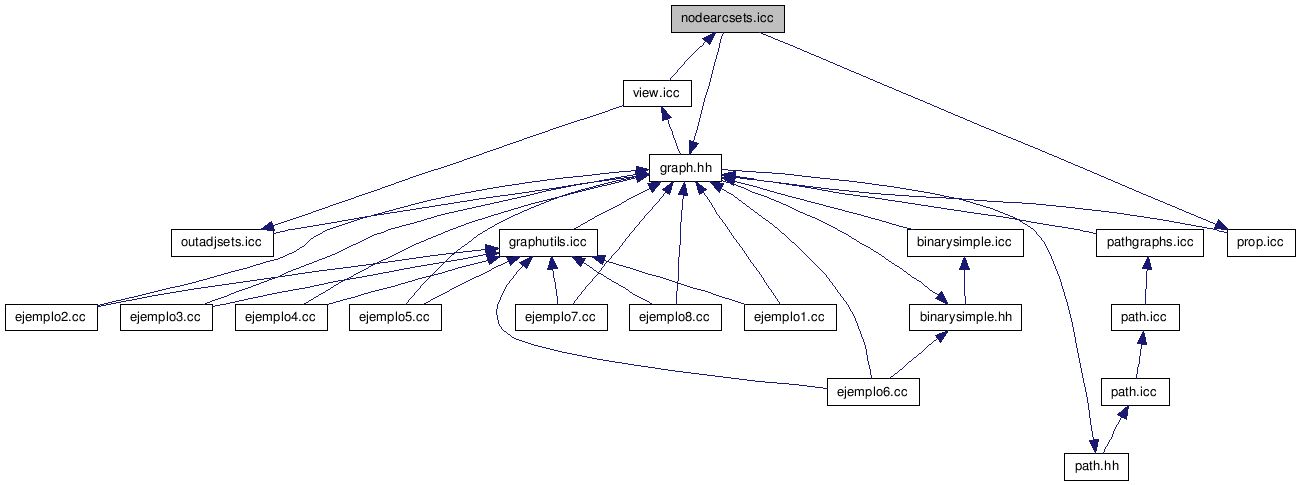 nodearcsets.icc
view.icc
graph.hh
outadjsets.icc
graphutils.icc
binarysimple.icc
pathgraphs.icc
prop.icc
ejemplo2.cc
ejemplo3.cc
ejemplo4.cc
ejemplo5.cc
ejemplo7.cc
ejemplo8.cc
ejemplo1.cc
binarysimple.hh
path.icc
ejemplo6.cc
path.icc
path.hh